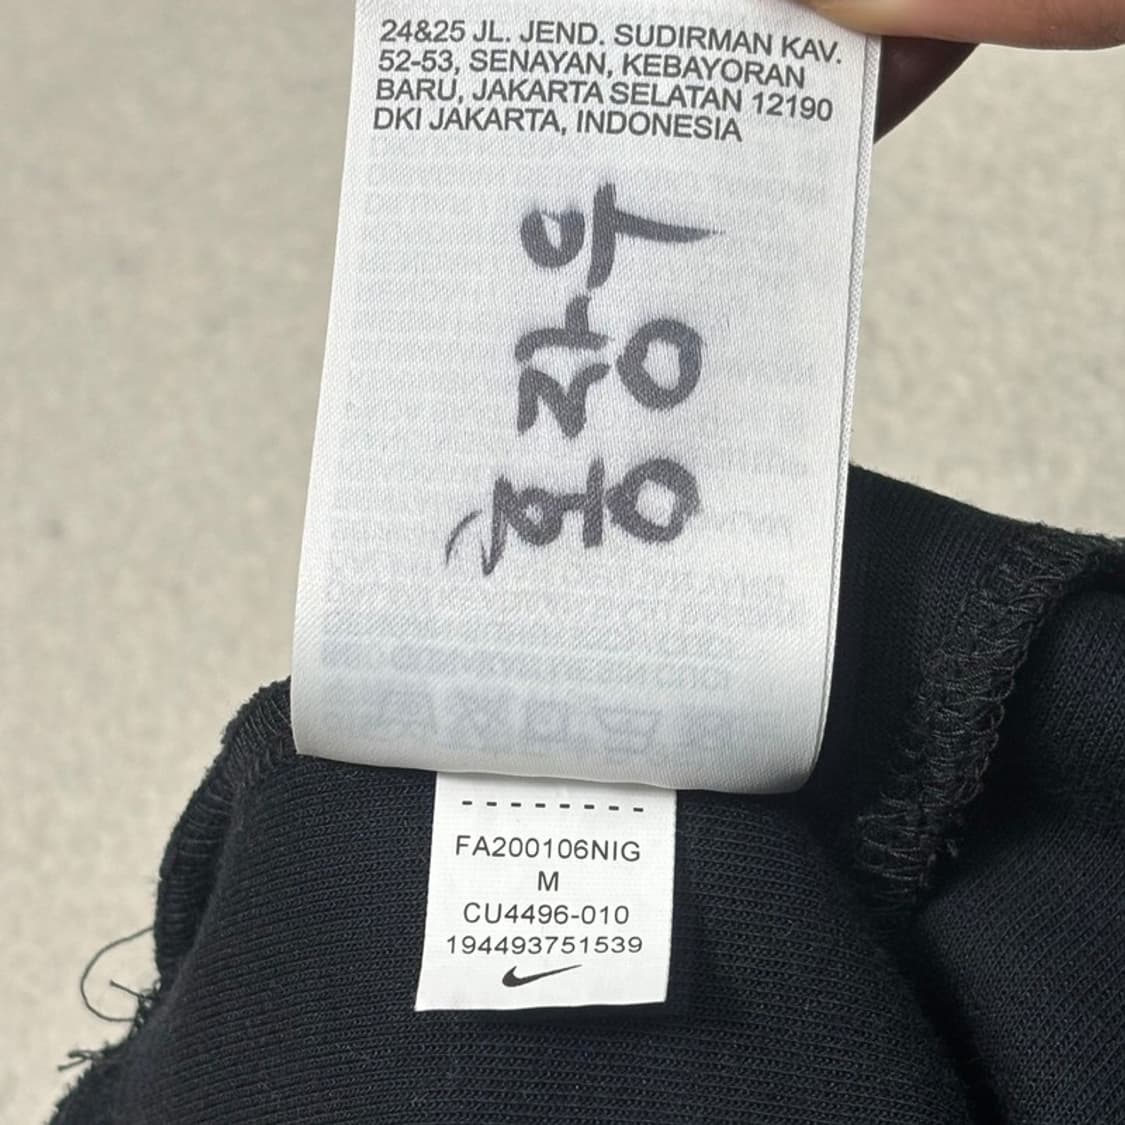 24&25 JL. JEND. SUDIRMAN KAV.
52-53, SENAYAN, KEBAYORAN
BARU, JAKARTA SELATAN 12190
DKI JAKARTA, INDONESIA
FA200106NIG
M
CU4496-010
194493751539